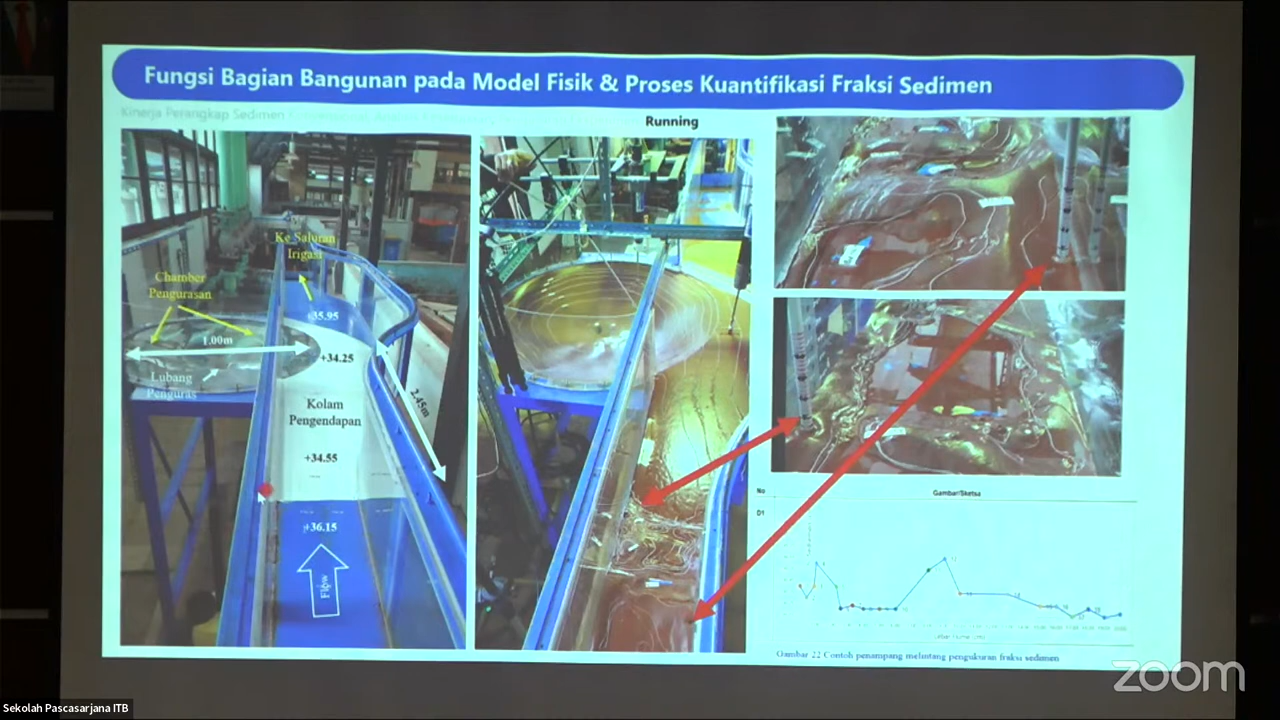 Fungsi Bagian Bangunan pada Model Fisik & Proses Kuantifikasi Fraksi Sedimen
Kinerja Perangkap Sedimen
Running
Ke Saluran
Irigasi
Chamber
Pengurasan
+35.95
1.00m
+34.25
Lubang
Penguras
2,45m
Kolam
Pengendapan
+34.55
+36.15
Flow
No
Gambar/Sketsa
D1
Gambar 22 Contoh penampang melintang pengukuran fraksi sedimen
zoom
Sekolah Pascasarjana ITB